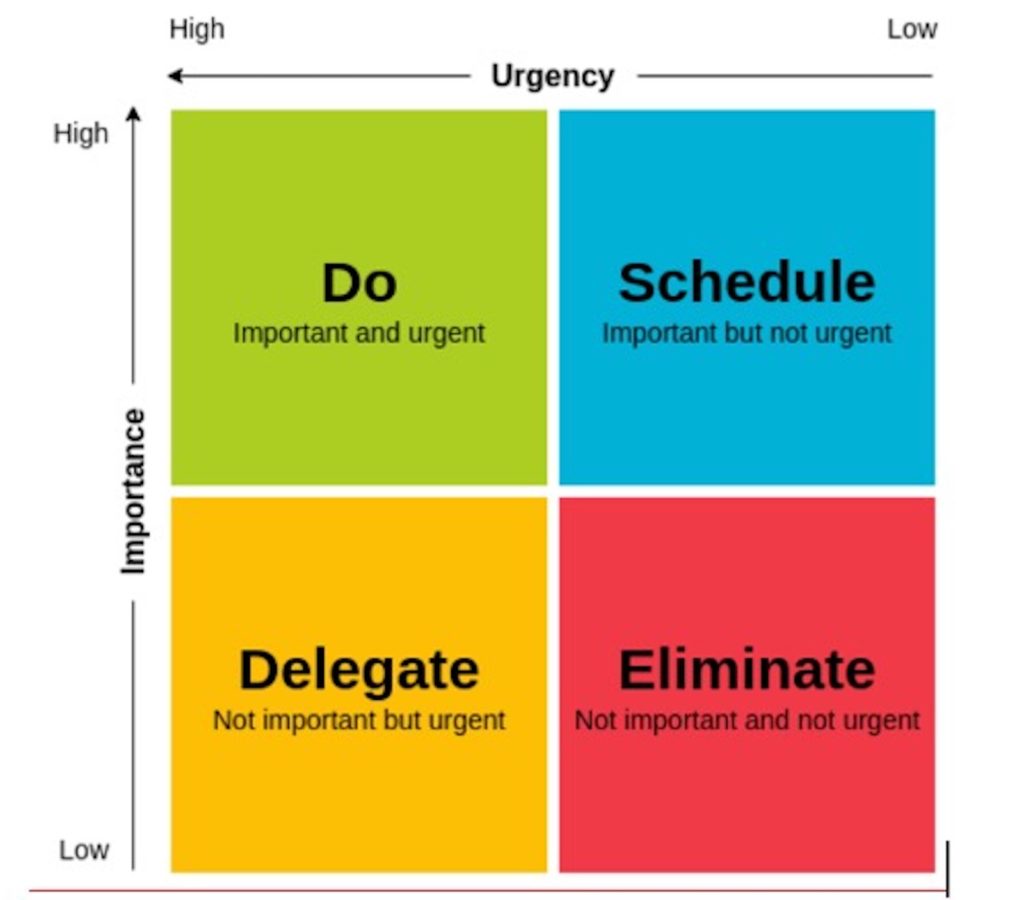 High
Low
Urgency
High
Do
Important and urgent
Schedule
Important but not urgent
Importance
Delegate
Not important but urgent
Eliminate
Not important and not urgent
Low